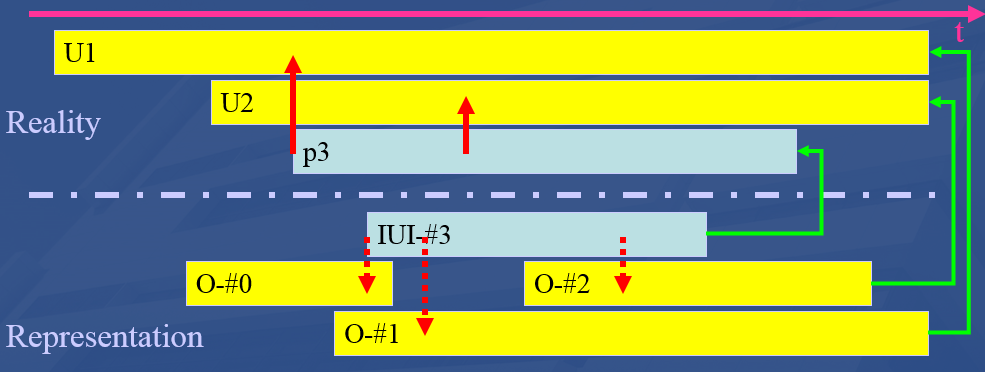 t
U1
U2
Reality
p3
IUI-#3
O-#0
O-#2
O-#1
Representation